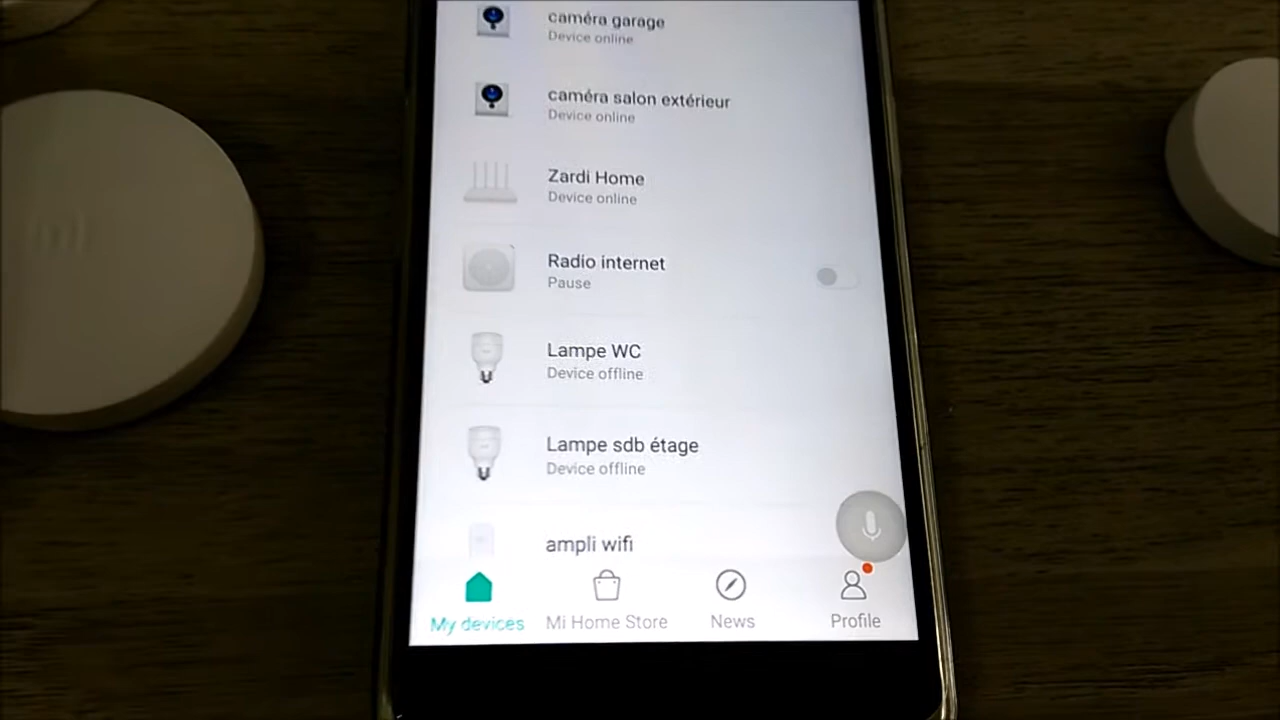 caméra garage
Device online
caméra salon extérieur
Device online
Zardi Home
Device online
Radio internet
Pause
Lampe WC
Device offline
Lampe sdb étage
Device offline
ampli wifi
My devices
Mi Home Store
News
Profile